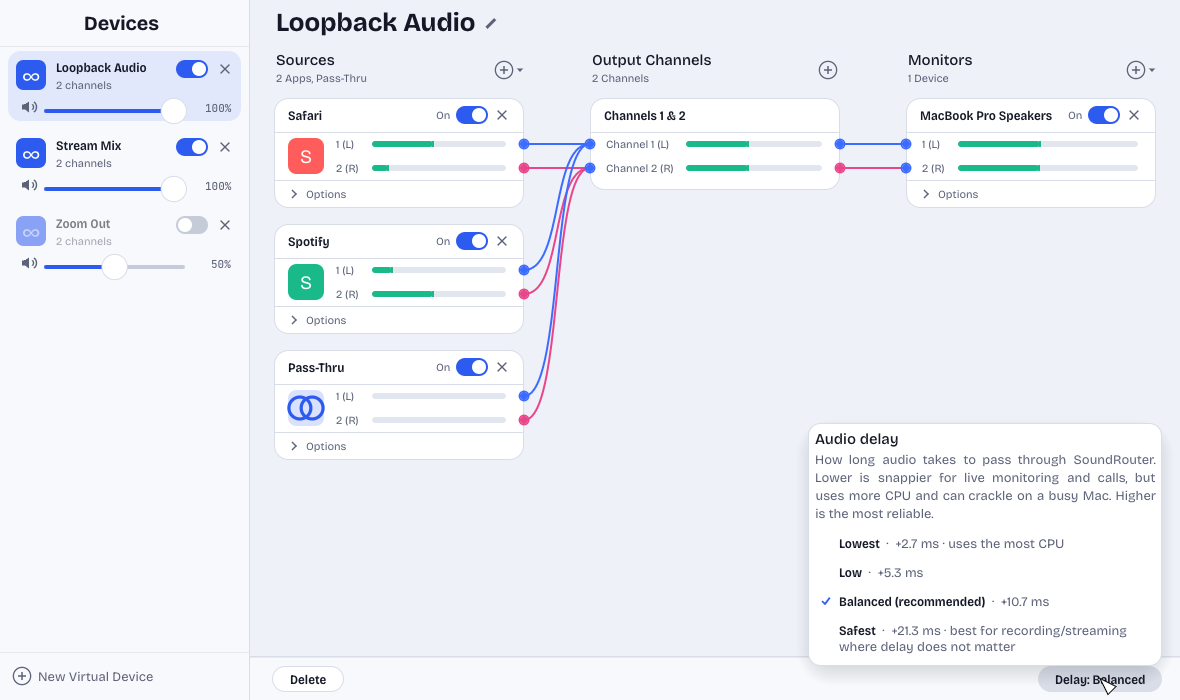 Devices
Loopback Audio
2 channels
100%
Stream Mix
2 channels
100%
Zoom Out
2 channels
50%
New Virtual Device
Loopback Audio
Sources
2 Apps, Pass-Thru
Output Channels
2 Channels
Monitors
1 Device
Safari
On
S
1 (L)
2 (R)
Options
Channels 1 & 2
Channel 1 (L)
Channel 2 (R)
MacBook Pro Speakers
On
1 (L)
2 (R)
Options
Spotify
On
S
1 (L)
2 (R)
Options
Pass-Thru
On
1 (L)
2 (R)
Options
Audio delay
How long audio takes to pass through SoundRouter.
Lower is snappier for live monitoring and calls, but
uses more CPU and can crackle on a busy Mac. Higher
is the most reliable.
Lowest · +2.7 ms · uses the most CPU
Low · +5.3 ms
Balanced (recommended) · +10.7 ms
Safest · +21.3 ms · best for recording/streaming
where delay does not matter
Delete
Delay: Balanced